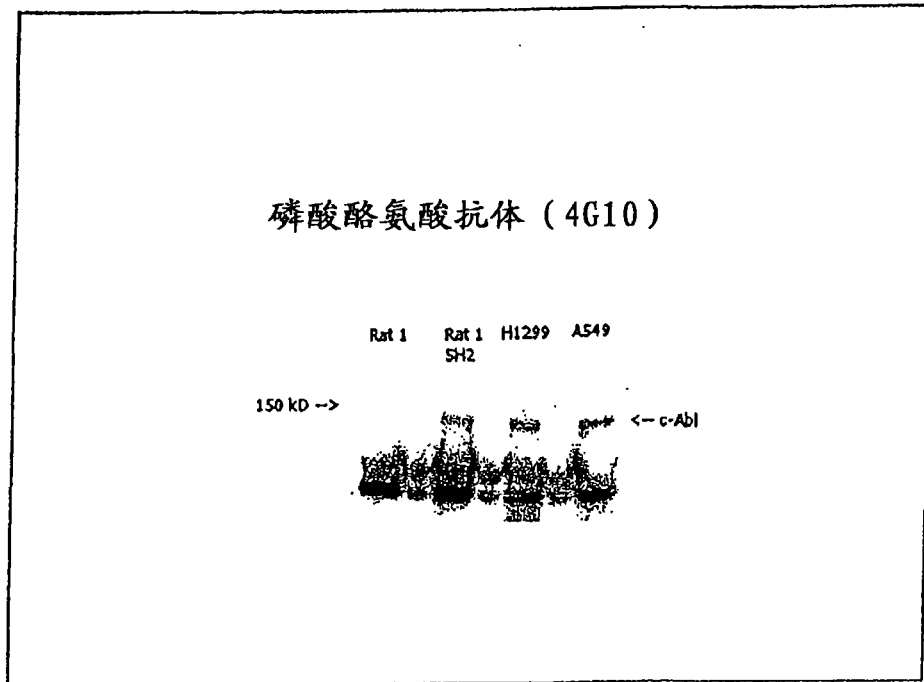 磷酸酪氨酸抗体（4G10）
Rat 1 Rat 1 H1299 A549
SH2
150 kD -->
<-- c-Abl